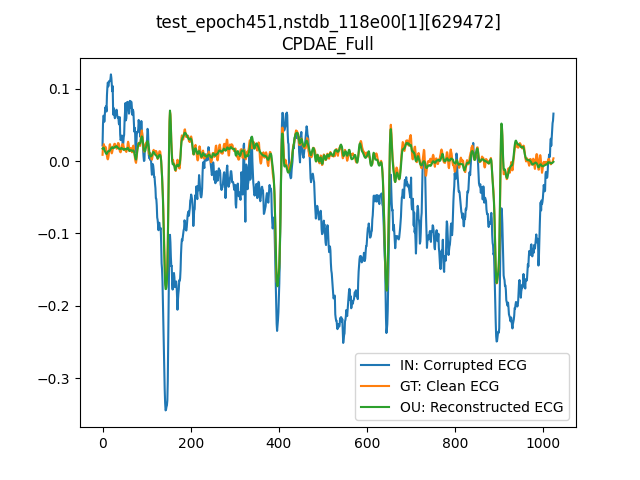 test_epoch451,nstdb_118e00[1][629472]
CPDAE_Full
0.1
0.0
−0.1
−0.2
−0.3
0
200
400
600
800
1000
IN: Corrupted ECG
GT: Clean ECG
OU: Reconstructed ECG